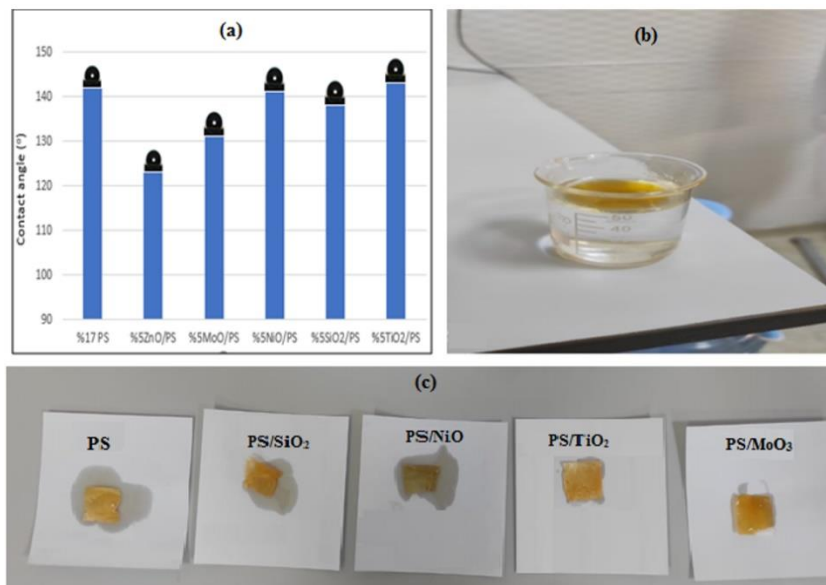 (a)
150
140
130
120
110
100
90
Contact angle (°)
%17 PS
%5ZnO/PS
%5MoO/PS
%5NiO/PS
%5SiO2/PS
%5TiO2/PS
(b)
50
40
(c)
PS
PS/SiO₂
PS/NiO
PS/TiO₂
PS/MoO₃